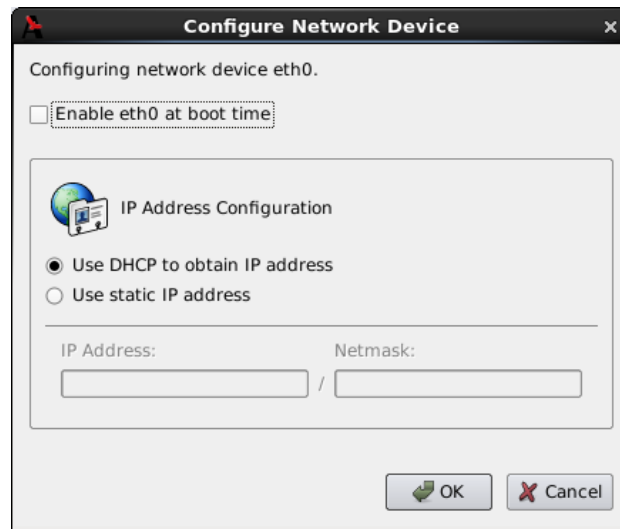 Configure Network Device
Configuring network device eth0.
Enable eth0 at boot time
IP Address Configuration
Use DHCP to obtain IP address
Use static IP address
IP Address: Netmask:
/
OK Cancel